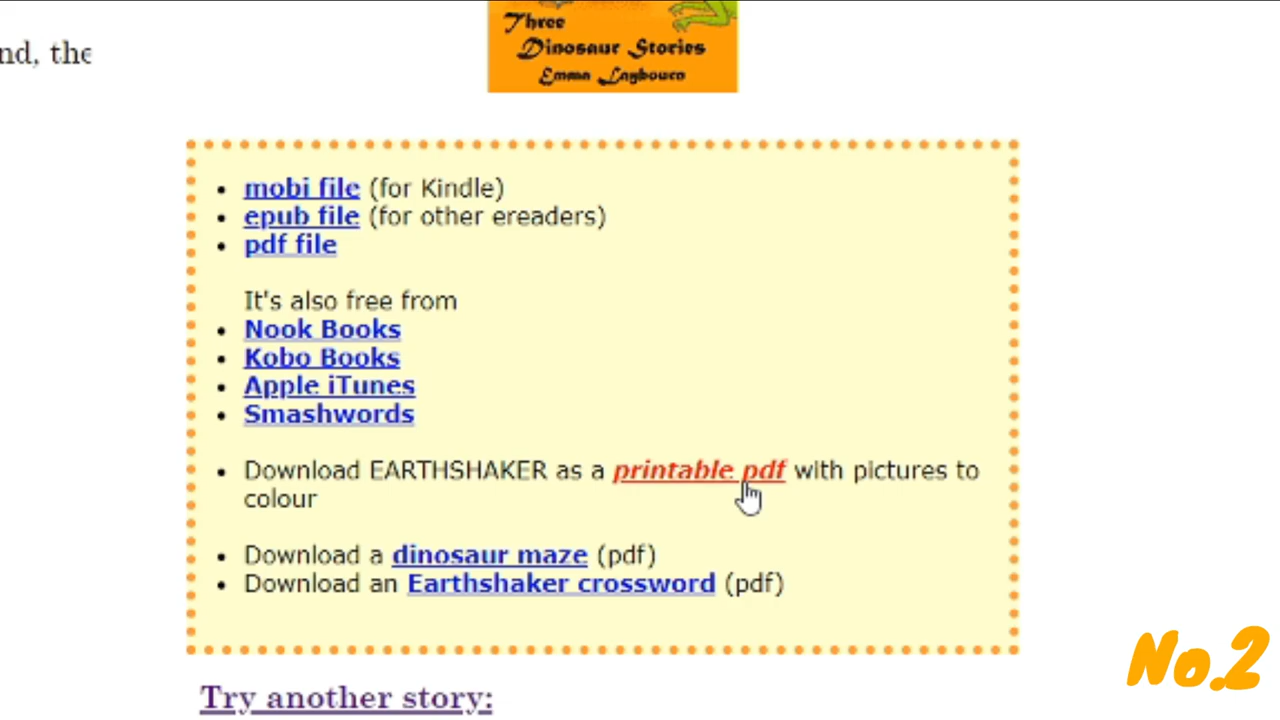 nd, the
Three
Dinosaur Stories
Emma Laybourn
mobi file (for Kindle)
epub file (for other ereaders)
pdf file
It's also free from
Nook Books
Kobo Books
Apple iTunes
Smashwords
Download EARTHSHAKER as a printable pdf with pictures to
colour
Download a dinosaur maze (pdf)
Download an Earthshaker crossword (pdf)
No.2
Try another story: